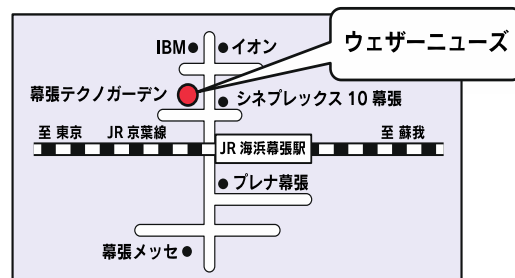 ウェザーニューズ
IBM
イオン
幕張テクノガーデン
シネプレックス 10 幕張
至 東京
JR 京葉線
至 蘇我
JR 海浜幕張駅
プレナ幕張
幕張メッセ